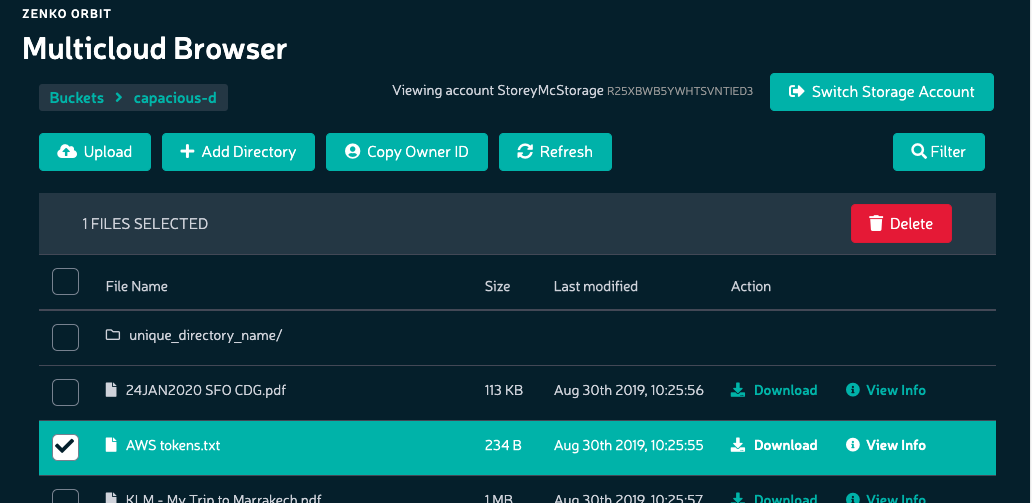 ZENKO ORBIT
Multicloud Browser
Buckets > capacious-d
Viewing account StoreyMcStorage R25XBWB5YWHTSVNTIED3
Switch Storage Account
Upload
Add Directory
Copy Owner ID
Refresh
Filter
1 FILES SELECTED
Delete
File Name Size Last modified Action
unique_directory_name/
24JAN2020 SFO CDG.pdf 113 KB Aug 30th 2019, 10:25:56 Download View Info
AWS tokens.txt 234 B Aug 30th 2019, 10:25:55 Download View Info
KLM - My Trip to Marrakech.pdf 1 MB Aug 30th 2019, 10:25:57 Download View Info